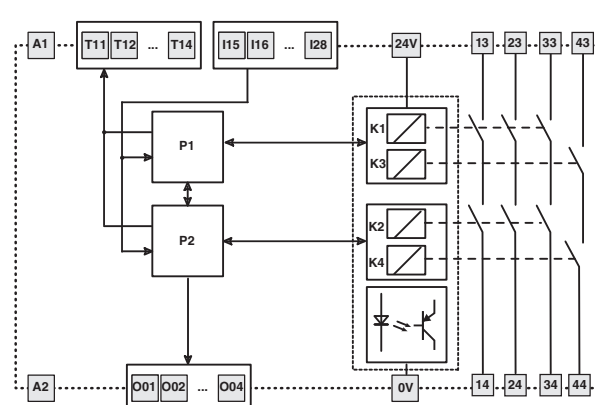 A1 T11 T12 ... T14 I15 I16 ... I28 24V 13 23 33 43
K1
P1
K3
K2
P2
K4
A2 O01 O02 ... O04 0V 14 24 34 44